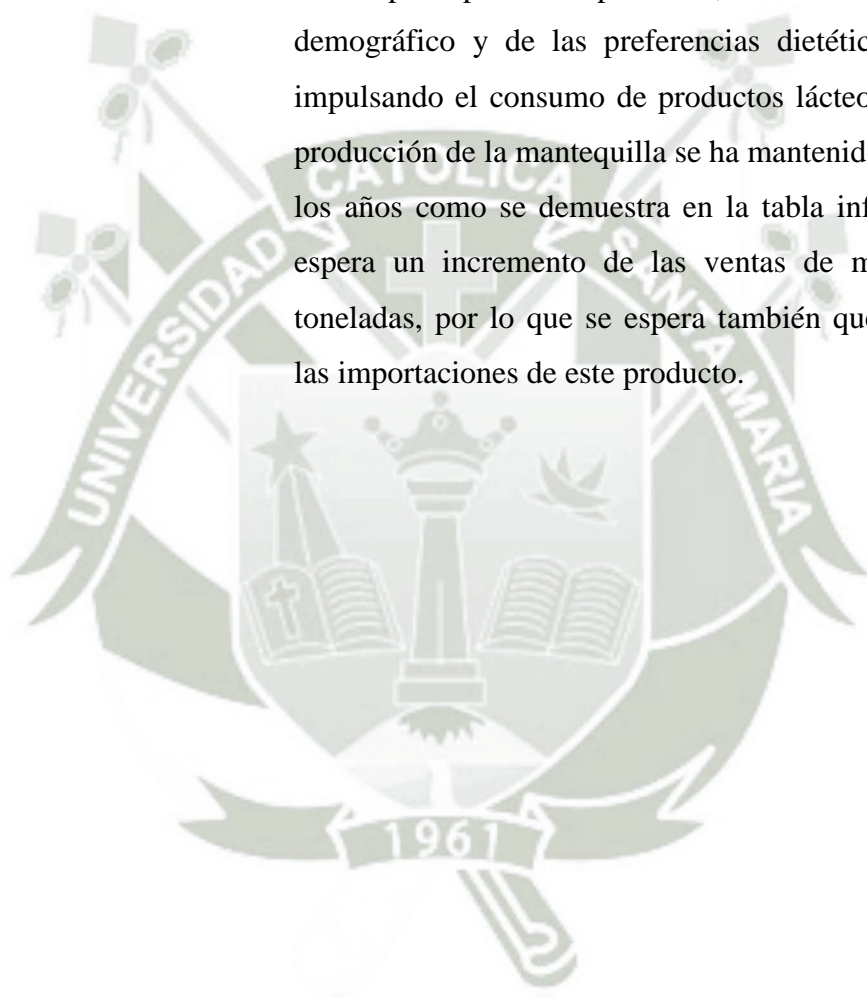 demográfico y de las preferencias dietétic
impulsando el consumo de productos lácteo
producción de la mantequilla se ha mantenid
los años como se demuestra en la tabla inf
espera un incremento de las ventas de m
toneladas, por lo que se espera también que
las importaciones de este producto.
UNIVERSIDAD CATOLICA SANTA MARIA
1961